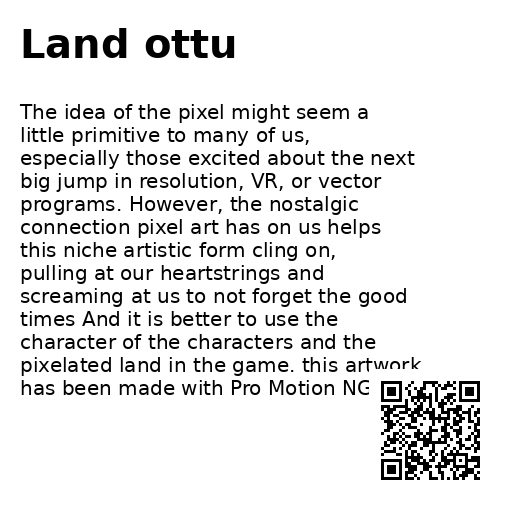 Land ottu
The idea of the pixel might seem a
little primitive to many of us,
especially those excited about the next
big jump in resolution, VR, or vector
programs. However, the nostalgic
connection pixel art has on us helps
this niche artistic form cling on,
pulling at our heartstrings and
screaming at us to not forget the good
times And it is better to use the
character of the characters and the
pixelated land in the game. this artwork
has been made with Pro Motion NG